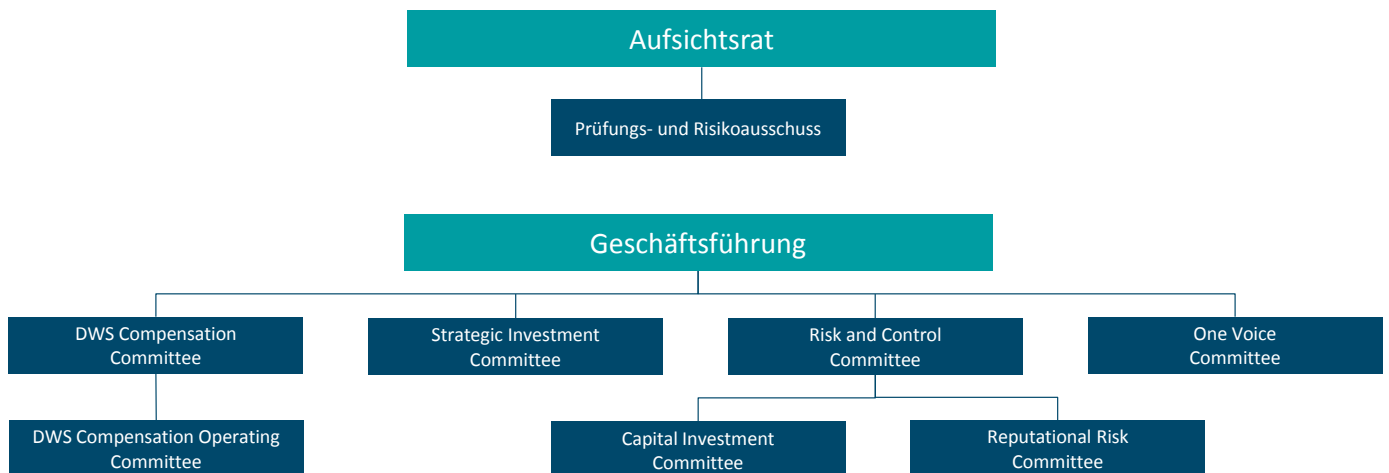 Aufsichtsrat
Prüfungs- und Risikoausschuss
Geschäftsführung
DWS Compensation
Committee
Strategic Investment
Committee
Risk and Control
Committee
One Voice
Committee
DWS Compensation Operating
Committee
Capital Investment
Committee
Reputational Risk
Committee